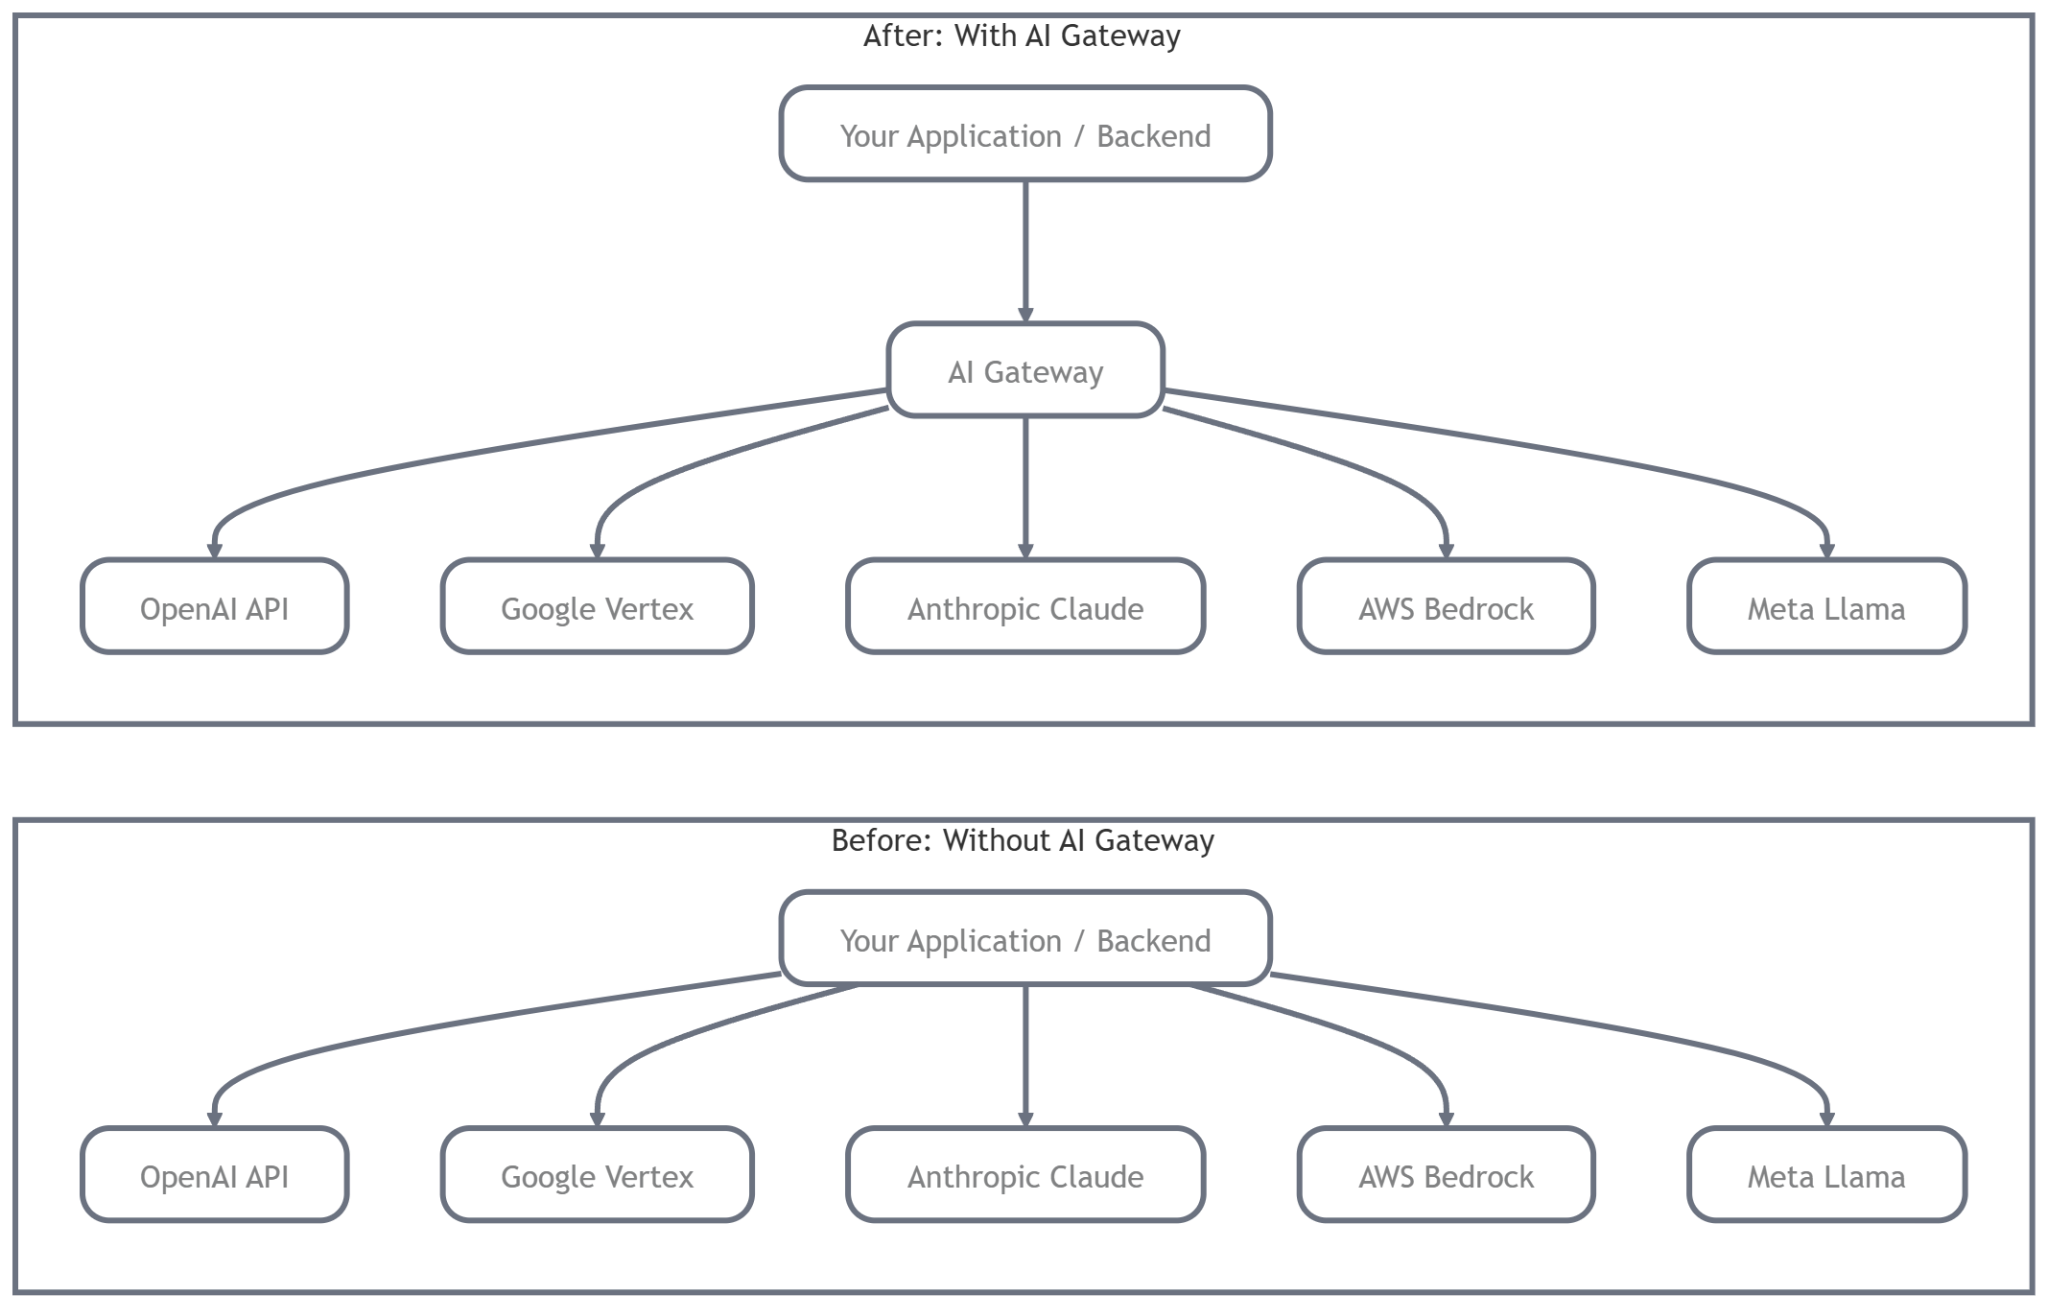 After: With AI Gateway
Your Application / Backend
AI Gateway
OpenAI API
Google Vertex
Anthropic Claude
AWS Bedrock
Meta Llama
Before: Without AI Gateway
Your Application / Backend
OpenAI API
Google Vertex
Anthropic Claude
AWS Bedrock
Meta Llama